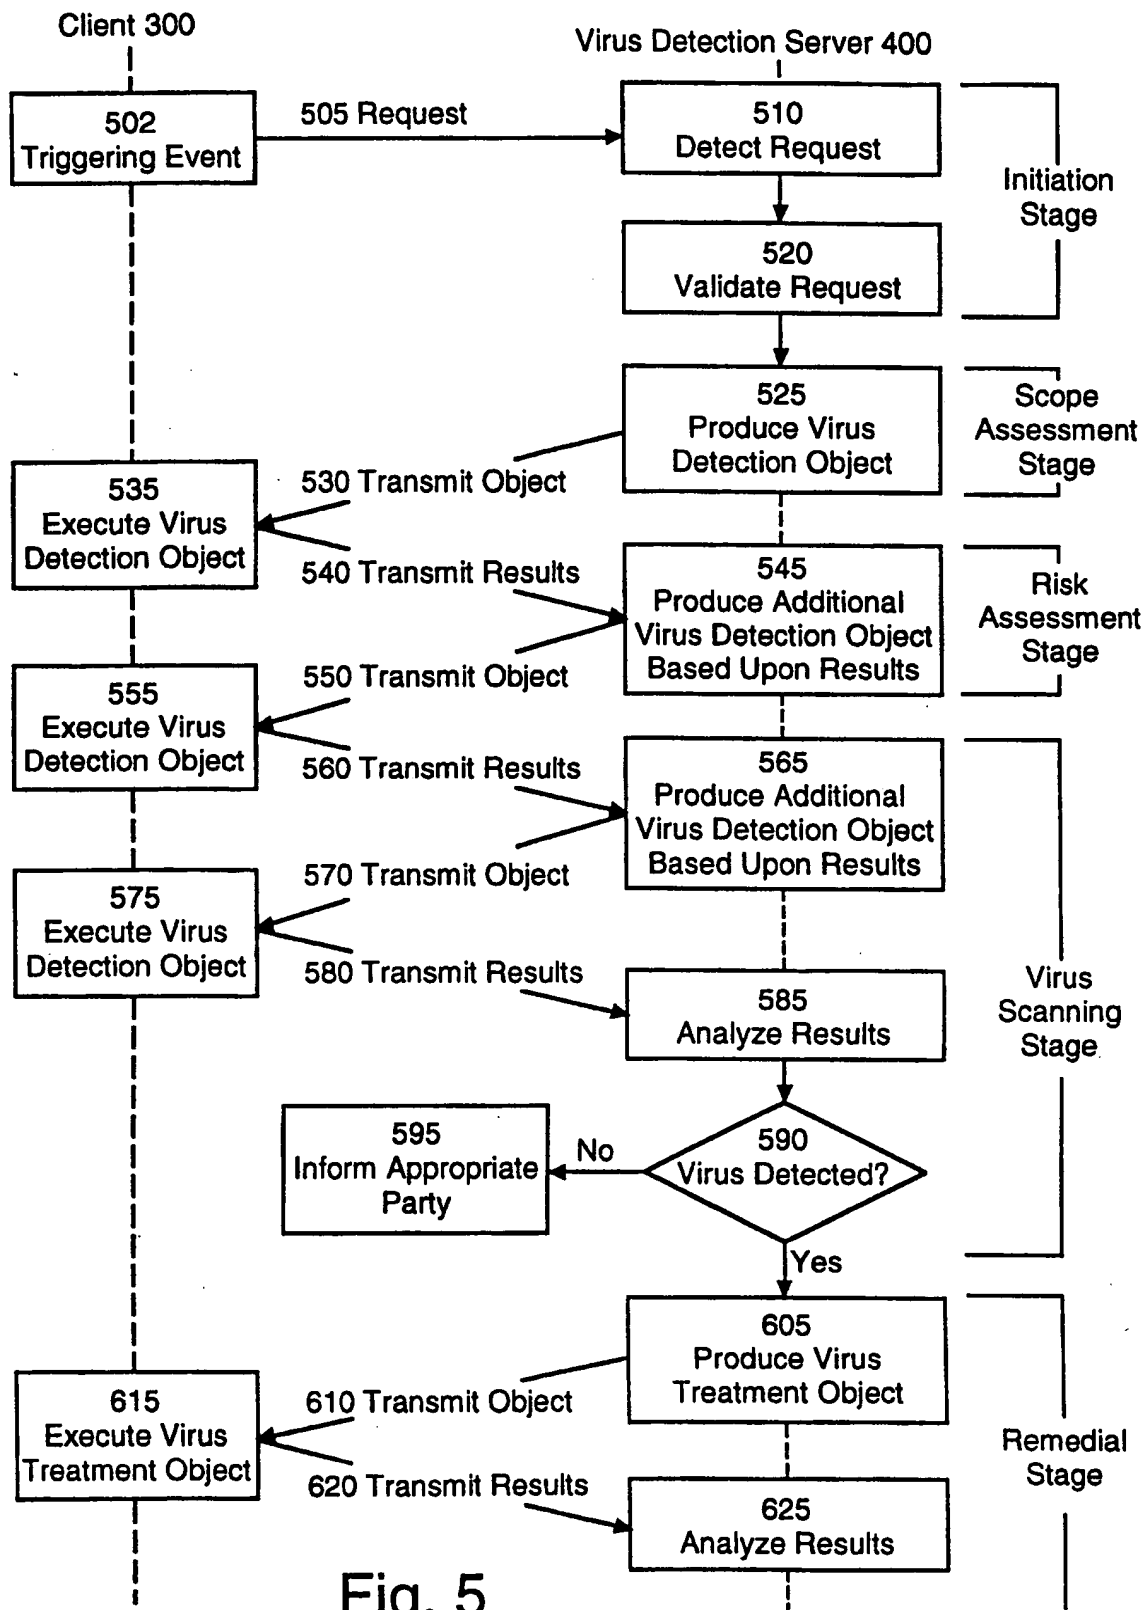 Client 300
Virus Detection Server 400
502
Triggering Event
505 Request
510
Detect Request
Initiation
Stage
520
Validate Request
525
Produce Virus
Detection Object
Scope
Assessment
Stage
530 Transmit Object
535
Execute Virus
Detection Object
540 Transmit Results
545
Produce Additional
Virus Detection Object
Based Upon Results
Risk
Assessment
Stage
550 Transmit Object
555
Execute Virus
Detection Object
560 Transmit Results
565
Produce Additional
Virus Detection Object
Based Upon Results
570 Transmit Object
575
Execute Virus
Detection Object
580 Transmit Results
585
Analyze Results
Virus
Scanning
Stage
590
Virus Detected?
No
595
Inform Appropriate
Party
Yes
605
Produce Virus
Treatment Object
610 Transmit Object
615
Execute Virus
Treatment Object
620 Transmit Results
625
Analyze Results
Remedial
Stage
Fig. 5